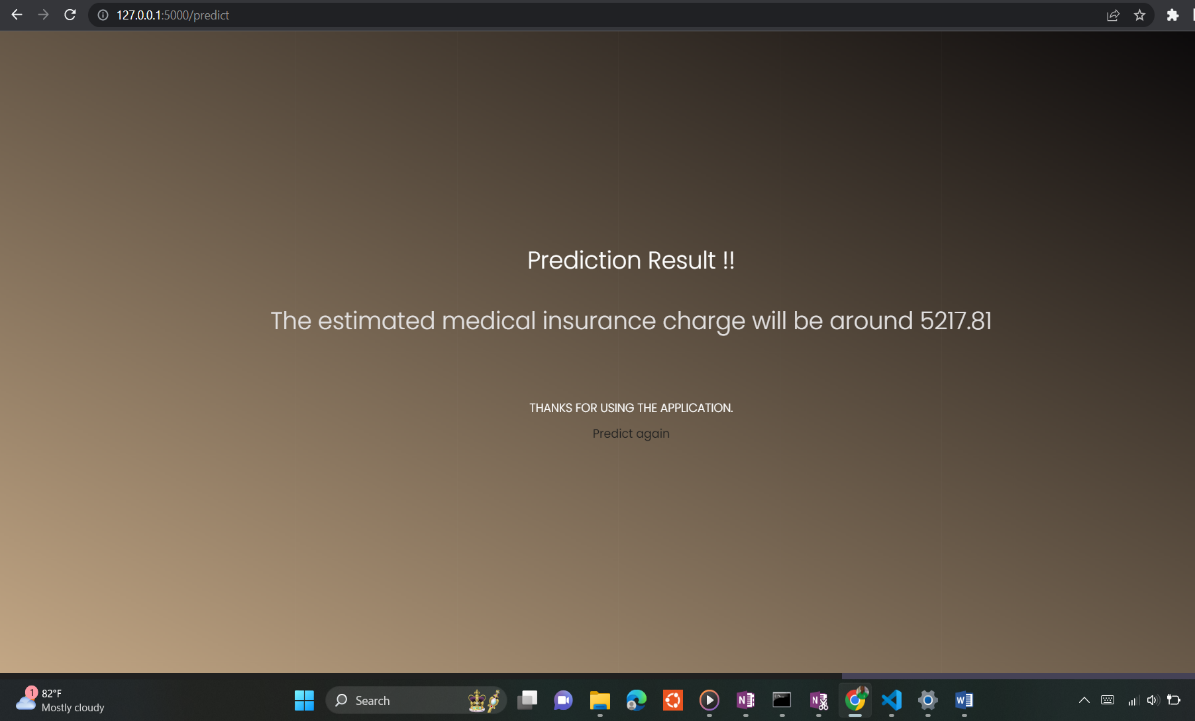 127.0.0.1:5000/predict
Prediction Result !!
The estimated medical insurance charge will be around 5217.81
THANKS FOR USING THE APPLICATION.
Predict again
1
82°F
Mostly cloudy
Search